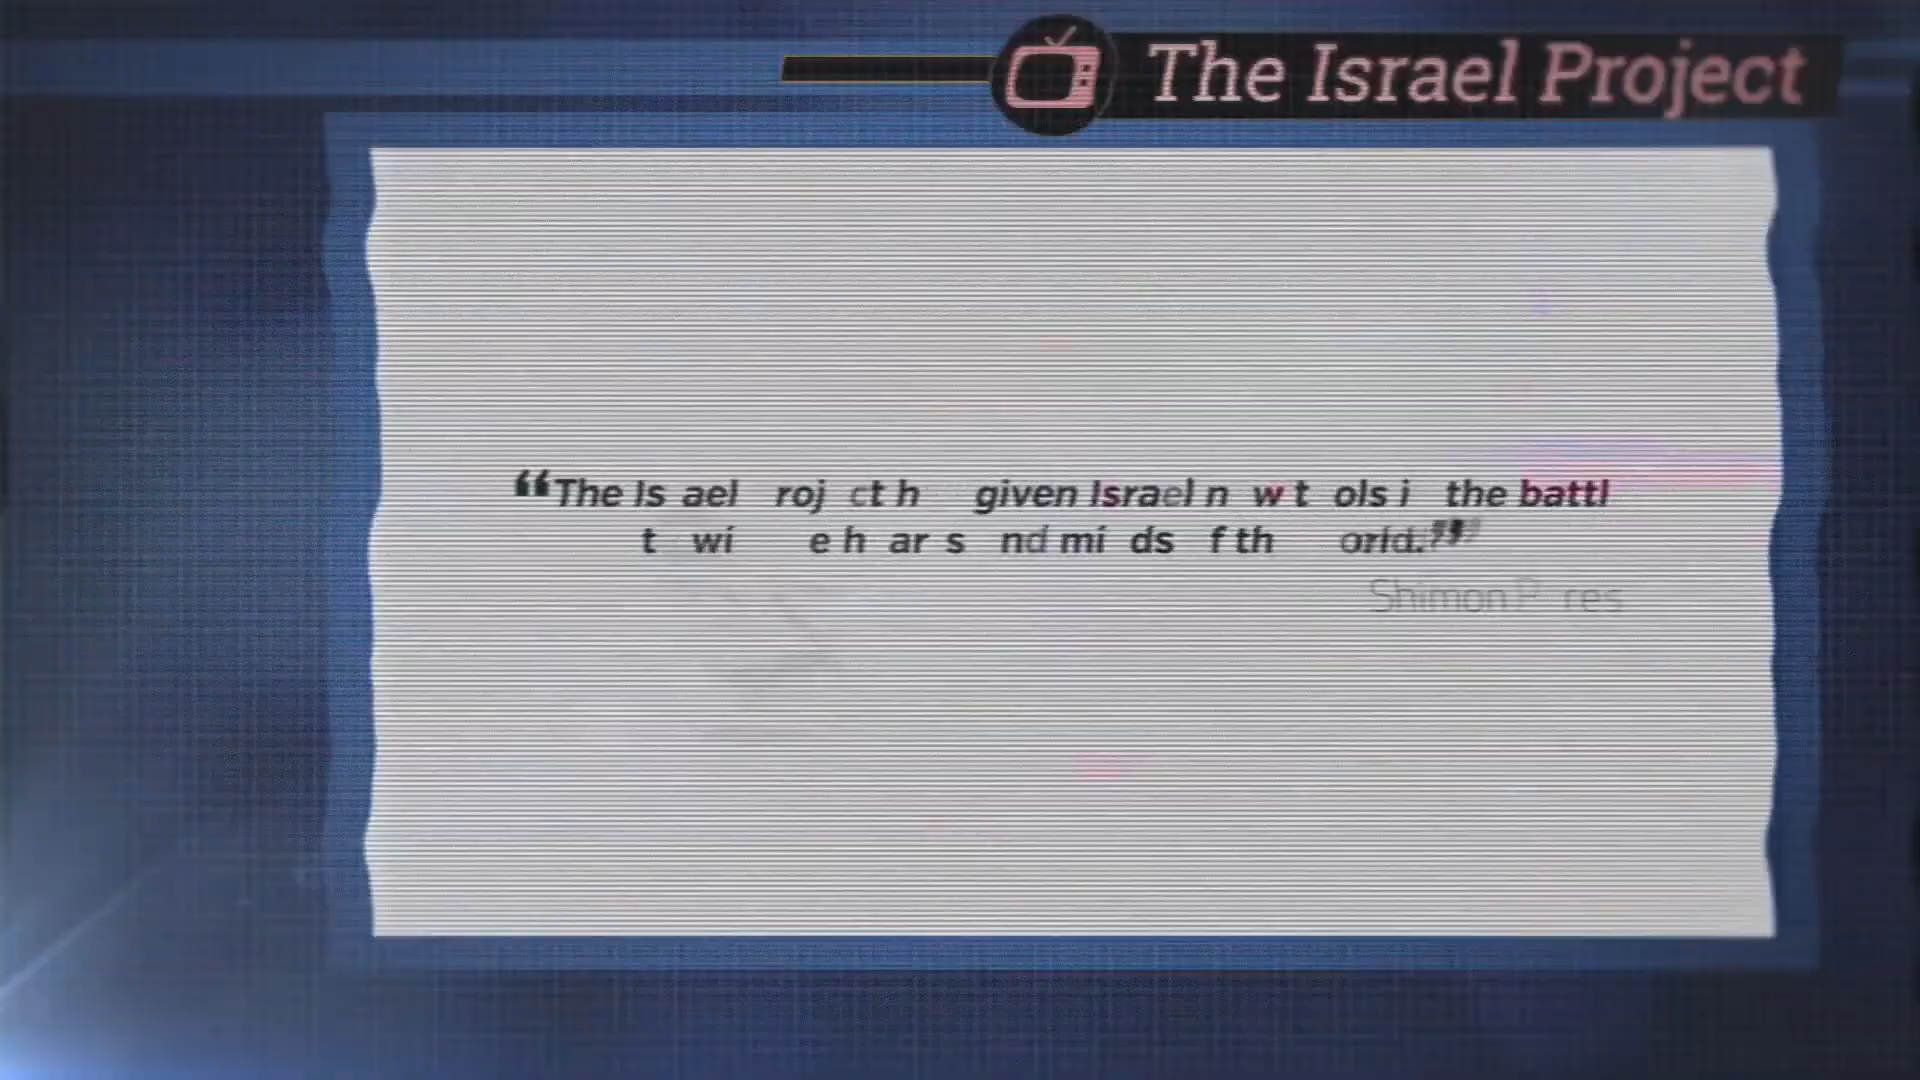 The Israel Project
“The Is ael roj ct h given Israel n w t ols i the battl
t wi e h ar s nd mi ds f th orld.”
Shimon P res